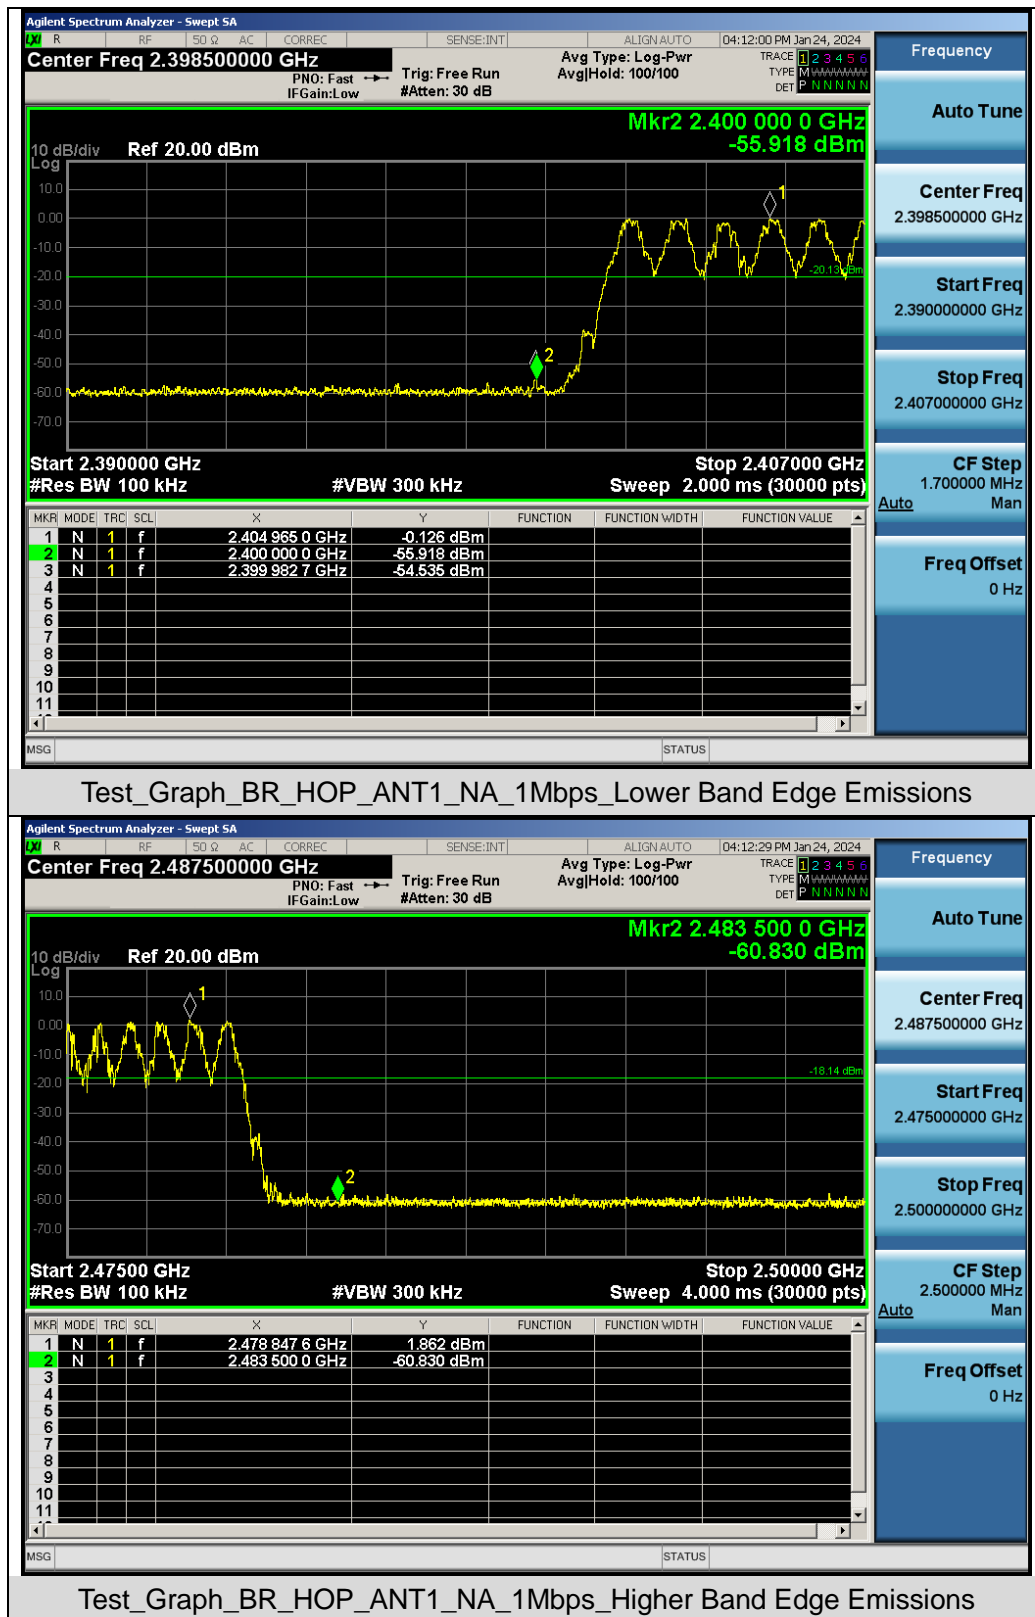 Agilent Spectrum Analyzer - Swept SA
LXI R RF 50 Ω AC CORREC SENSE:INT ALIGN AUTO 04:12:00 PM Jan 24, 2024
Center Freq 2.398500000 GHz
PNO: Fast
IFGain:Low
Trig: Free Run
#Atten: 30 dB
Avg Type: Log-Pwr
Avg|Hold: 100/100
TRACE 1 2 3 4 5 6
TYPE M
DET P N N N N N
Mkr2 2.400 000 0 GHz
-55.918 dBm
10 dB/div Ref 20.00 dBm
Log
10.0
0.00
-10.0
-20.0
-30.0
-40.0
-50.0
-60.0
-70.0
1
2
-20.13 dBm
Start 2.390000 GHz Stop 2.407000 GHz
#Res BW 100 kHz #VBW 300 kHz Sweep 2.000 ms (30000 pts)
MKR MODE TRC SCL X Y FUNCTION FUNCTION WIDTH FUNCTION VALUE
1 N 1 f 2.404 965 0 GHz -0.126 dBm
2 N 1 f 2.400 000 0 GHz -55.918 dBm
3 N 1 f 2.399 982 7 GHz -54.535 dBm
4
5
6
7
8
9
10
11
MSG STATUS
Frequency
Auto Tune
Center Freq
2.398500000 GHz
Start Freq
2.390000000 GHz
Stop Freq
2.407000000 GHz
CF Step
1.700000 MHz
Auto Man
Freq Offset
0 Hz
Test_Graph_BR_HOP_ANT1_NA_1Mbps_Lower Band Edge Emissions
Agilent Spectrum Analyzer - Swept SA
LXI R RF 50 Ω AC CORREC SENSE:INT ALIGN AUTO 04:12:29 PM Jan 24, 2024
Center Freq 2.487500000 GHz
PNO: Fast
IFGain:Low
Trig: Free Run
#Atten: 30 dB
Avg Type: Log-Pwr
Avg|Hold: 100/100
TRACE 1 2 3 4 5 6
TYPE M
DET P N N N N N
Mkr2 2.483 500 0 GHz
-60.830 dBm
10 dB/div Ref 20.00 dBm
Log
10.0
0.00
-10.0
-20.0
-30.0
-40.0
-50.0
-60.0
-70.0
1
2
-18.14 dBm
Start 2.47500 GHz Stop 2.50000 GHz
#Res BW 100 kHz #VBW 300 kHz Sweep 4.000 ms (30000 pts)
MKR MODE TRC SCL X Y FUNCTION FUNCTION WIDTH FUNCTION VALUE
1 N 1 f 2.478 847 6 GHz 1.862 dBm
2 N 1 f 2.483 500 0 GHz -60.830 dBm
3
4
5
6
7
8
9
10
11
MSG STATUS
Frequency
Auto Tune
Center Freq
2.487500000 GHz
Start Freq
2.475000000 GHz
Stop Freq
2.500000000 GHz
CF Step
2.500000 MHz
Auto Man
Freq Offset
0 Hz
Test_Graph_BR_HOP_ANT1_NA_1Mbps_Higher Band Edge Emissions